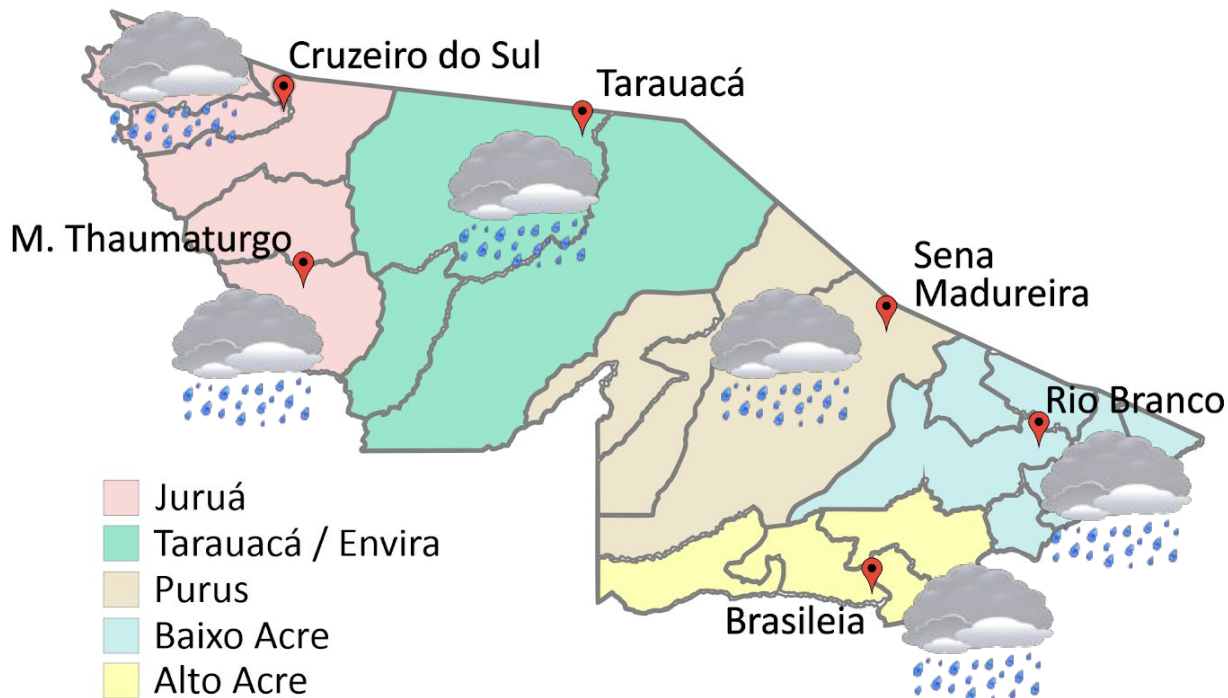 Cruzeiro do Sul
Tarauacá
M. Thaumaturgo
Sena
Madureira
Rio Branco
Brasileia
Juruá
Tarauacá / Envira
Purus
Baixo Acre
Alto Acre